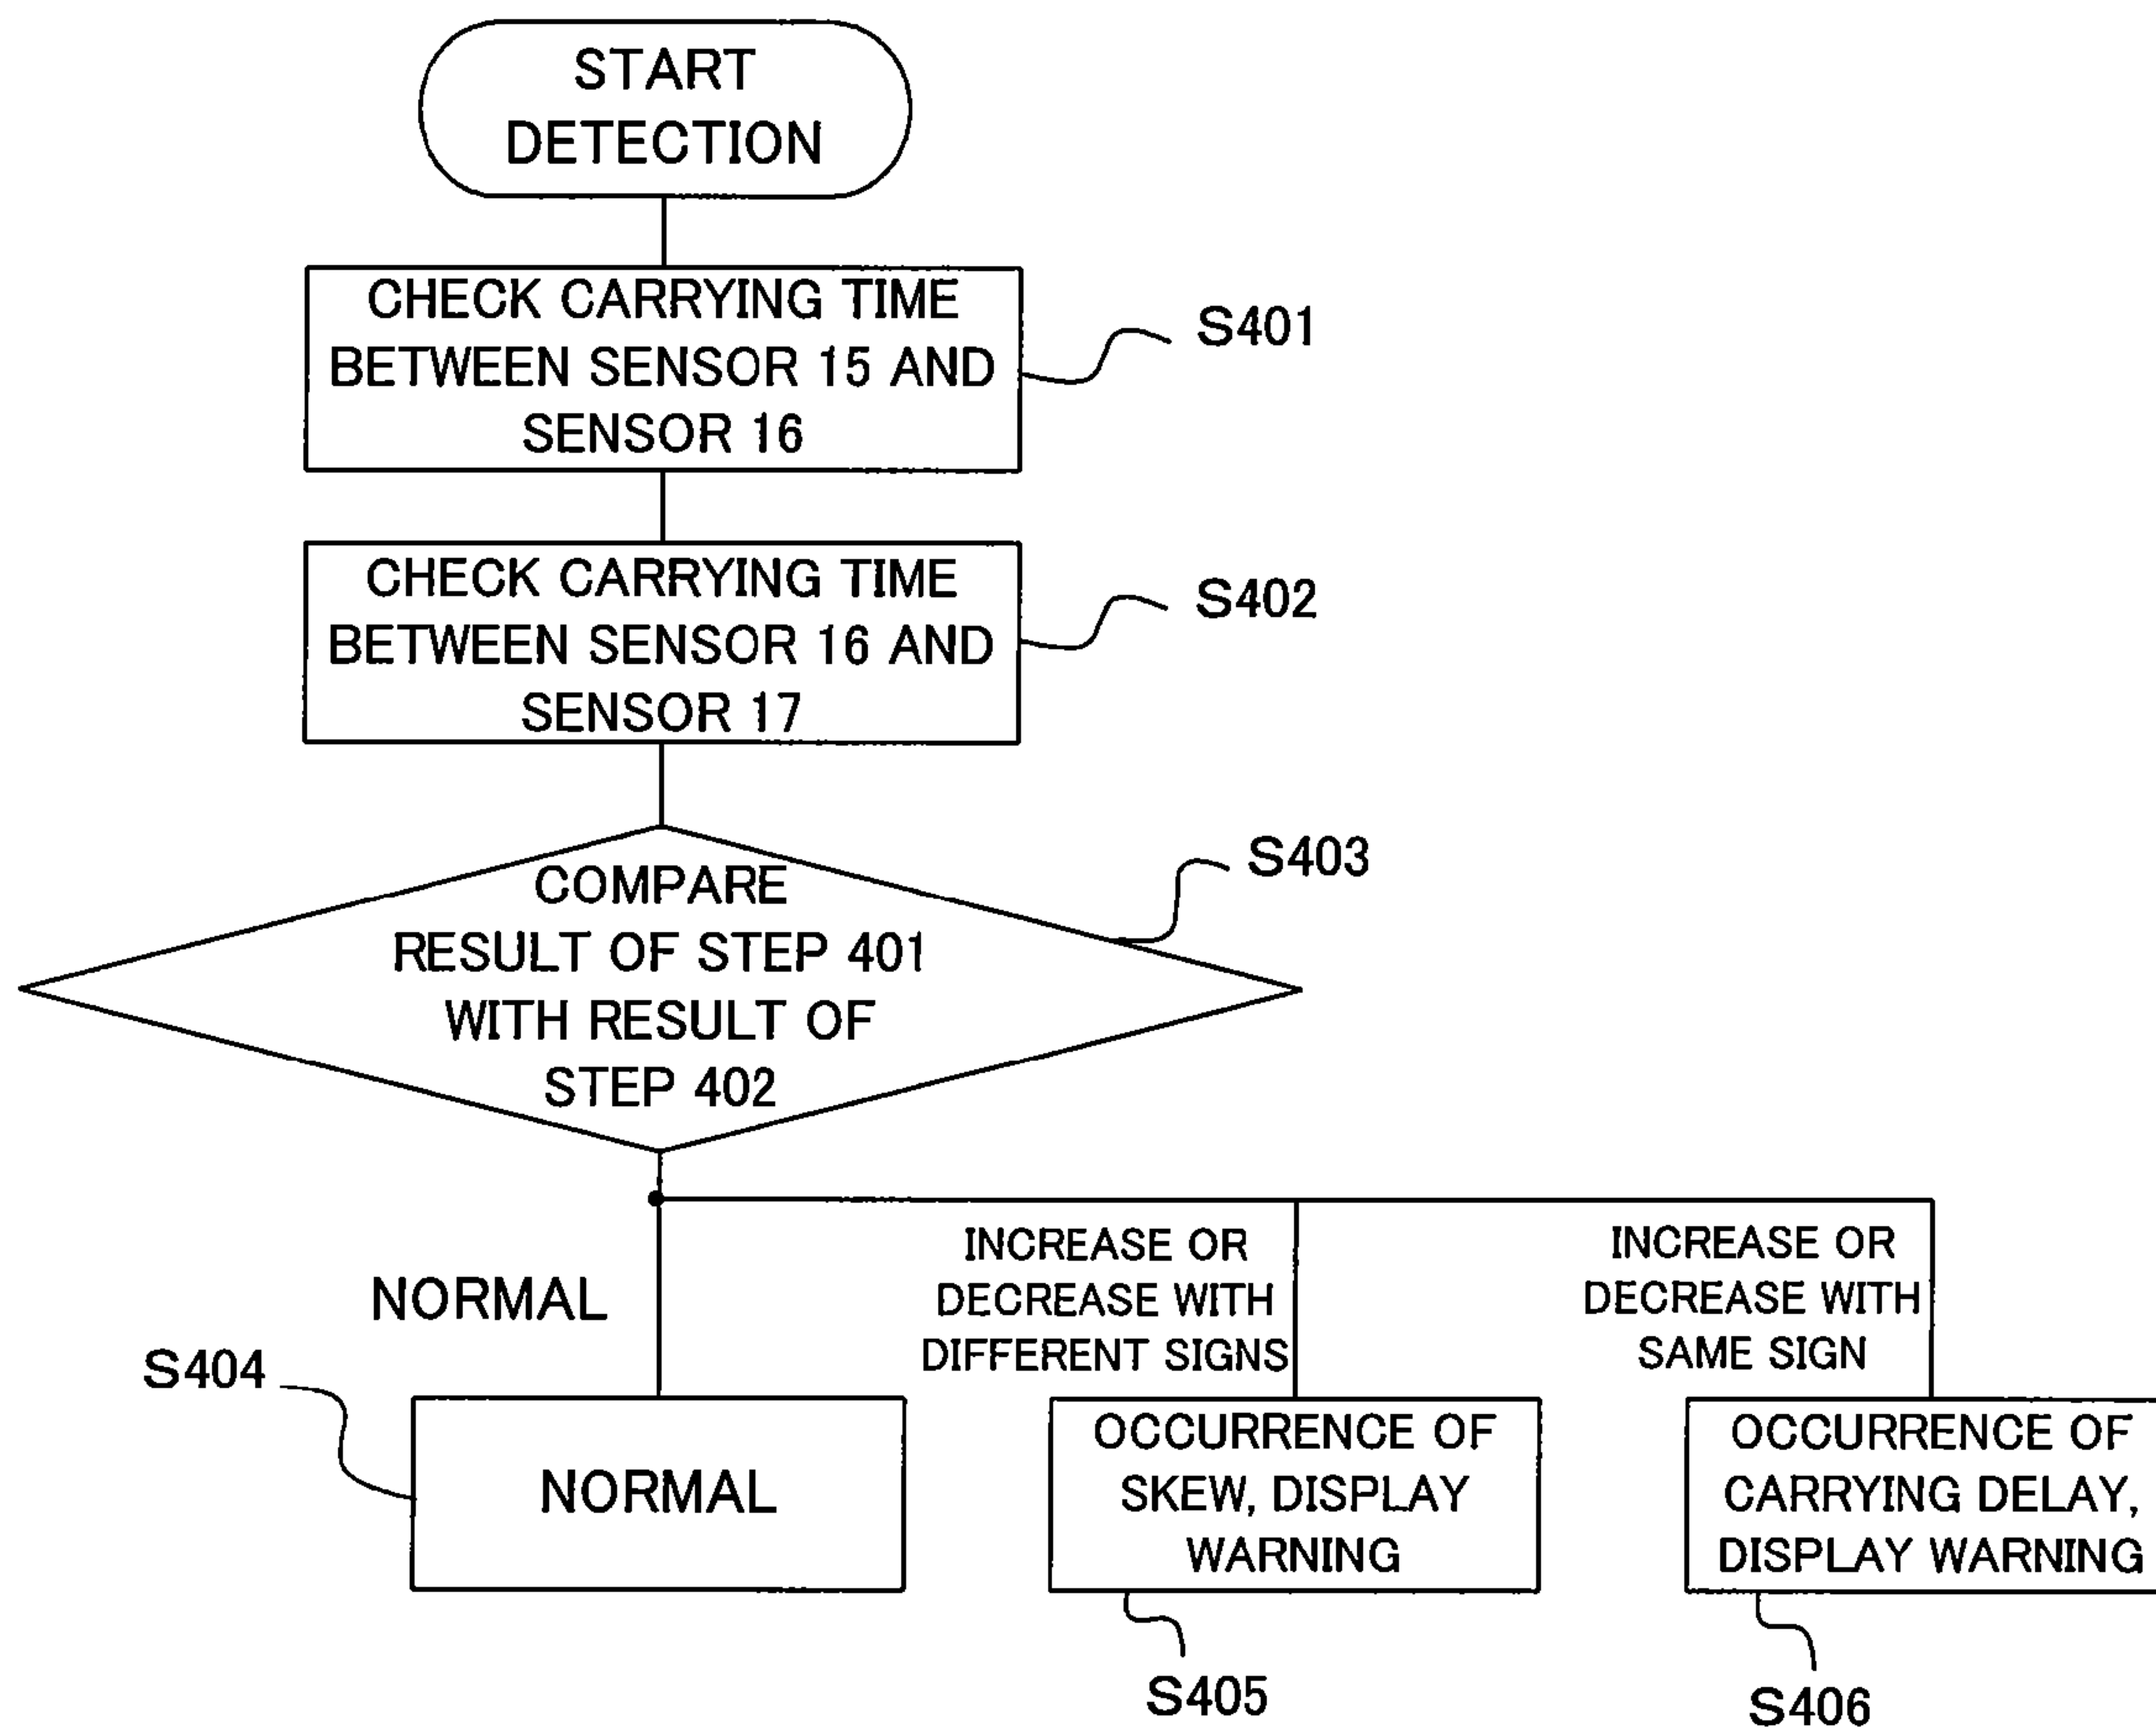 START
DETECTION
CHECK CARRYING TIME
BETWEEN SENSOR 15 AND
SENSOR 16
S401
CHECK CARRYING TIME
BETWEEN SENSOR 16 AND
SENSOR 17
S402
COMPARE
RESULT OF STEP 401
WITH RESULT OF
STEP 402
S403
NORMAL
INCREASE OR
DECREASE WITH
DIFFERENT SIGNS
INCREASE OR
DECREASE WITH
SAME SIGN
S404
NORMAL
OCCURRENCE OF
SKEW, DISPLAY
WARNING
OCCURRENCE OF
CARRYING DELAY,
DISPLAY WARNING
S405
S406